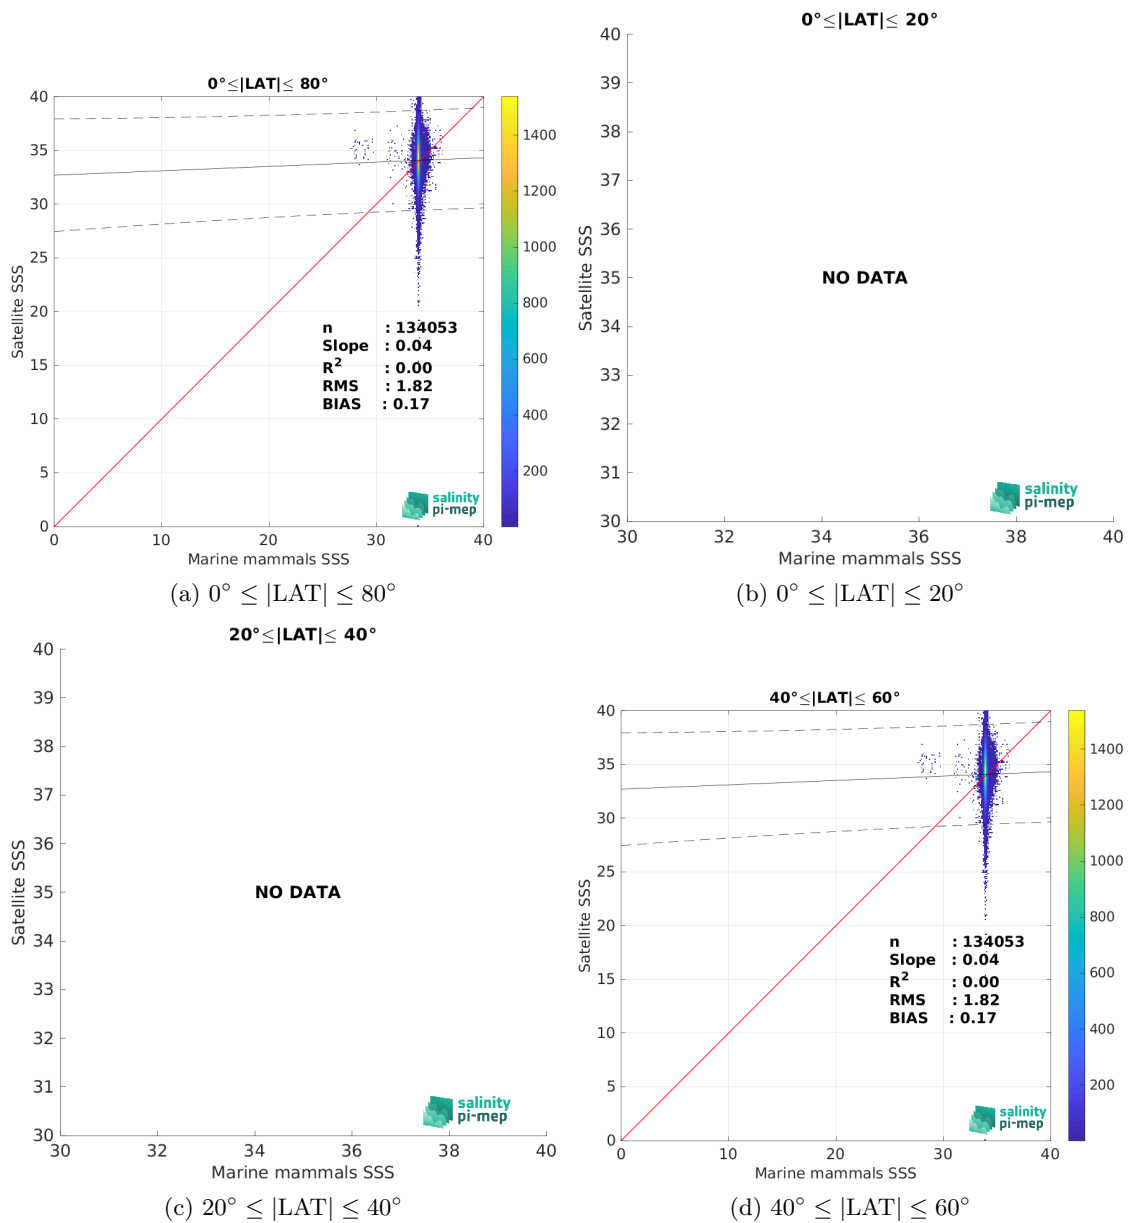 0°≤|LAT|≤ 80°
40
35
30
25
20
15
10
5
0
Satellite SSS
n : 134053
Slope : 0.04
R² : 0.00
RMS : 1.82
BIAS : 0.17
salinity
pi-mep
0 10 20 30 40
Marine mammals SSS
1400
1200
1000
800
600
400
200
(a) 0° ≤ |LAT| ≤ 80°
0°≤|LAT|≤ 20°
40
39
38
37
36
35
34
33
32
31
30
Satellite SSS
NO DATA
salinity
pi-mep
30 32 34 36 38 40
Marine mammals SSS
(b) 0° ≤ |LAT| ≤ 20°
20°≤|LAT|≤ 40°
40
39
38
37
36
35
34
33
32
31
30
Satellite SSS
NO DATA
salinity
pi-mep
30 32 34 36 38 40
Marine mammals SSS
(c) 20° ≤ |LAT| ≤ 40°
40°≤|LAT|≤ 60°
40
35
30
25
20
15
10
5
0
Satellite SSS
n : 134053
Slope : 0.04
R² : 0.00
RMS : 1.82
BIAS : 0.17
salinity
pi-mep
0 10 20 30 40
Marine mammals SSS
1400
1200
1000
800
600
400
200
(d) 40° ≤ |LAT| ≤ 60°